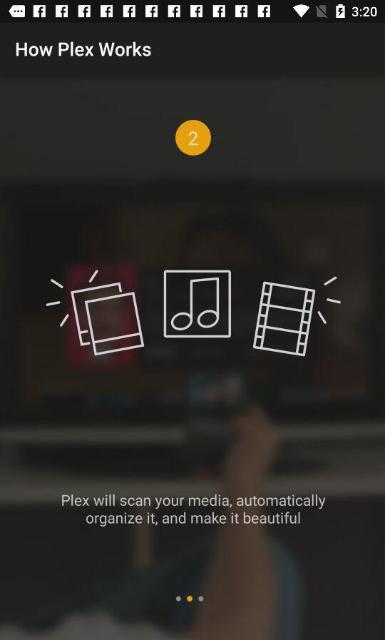 3:20
How Plex Works
2
Plex will scan your media, automatically
organize it, and make it beautiful